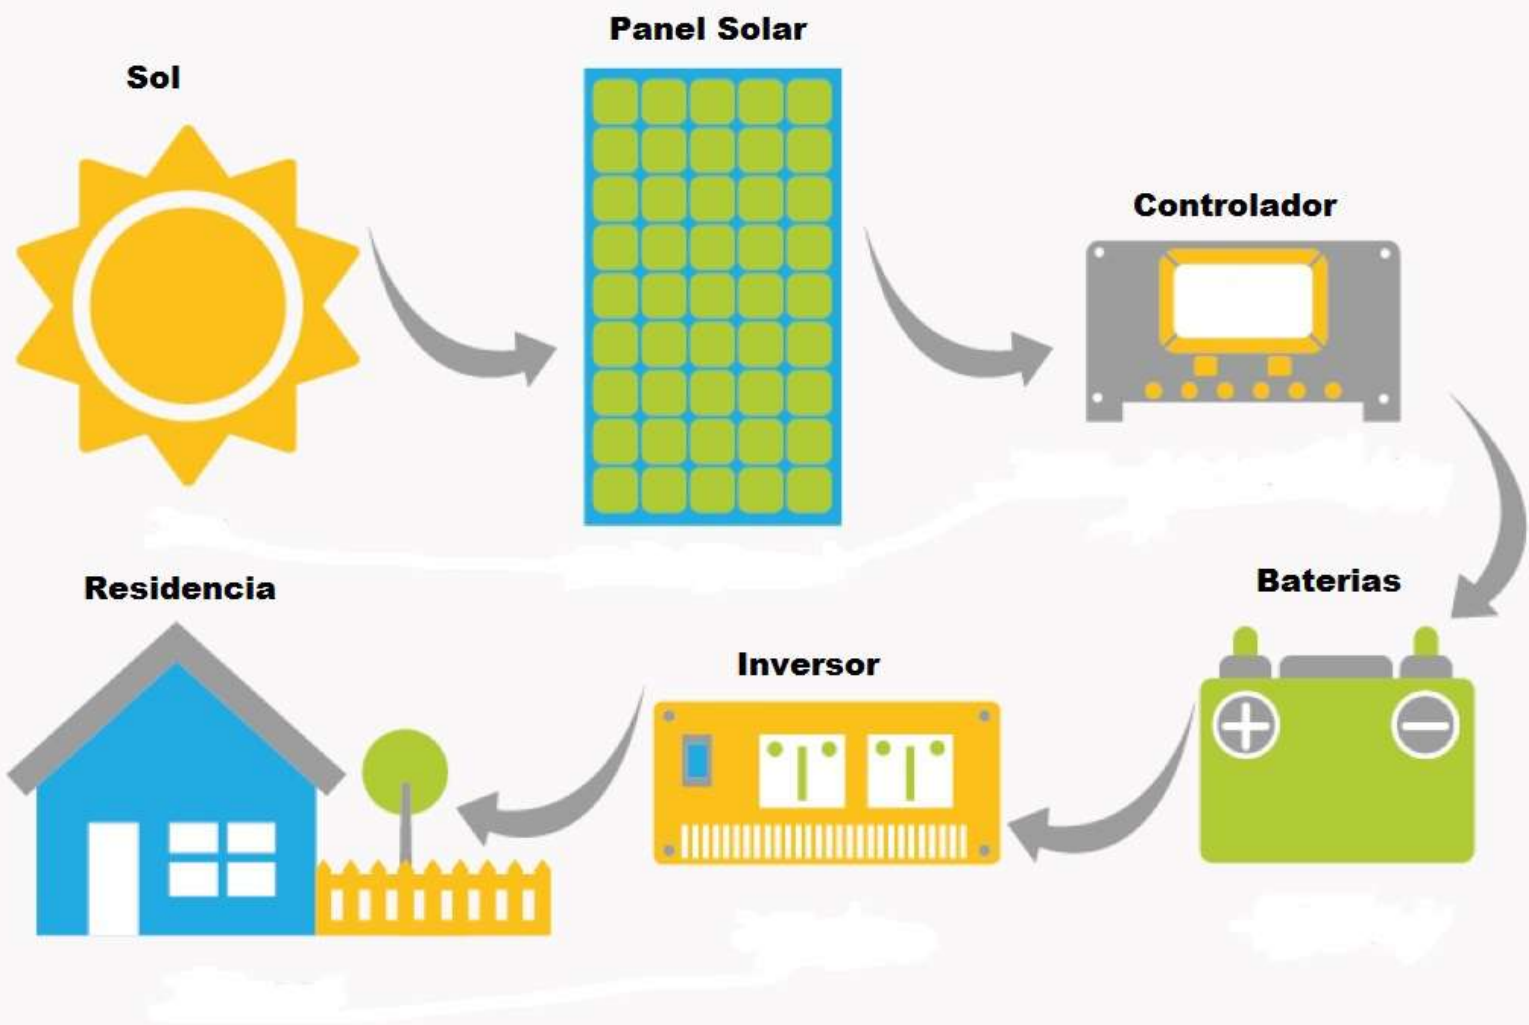 Sol
Panel Solar
Controlador
Baterias
Inversor
Residencia